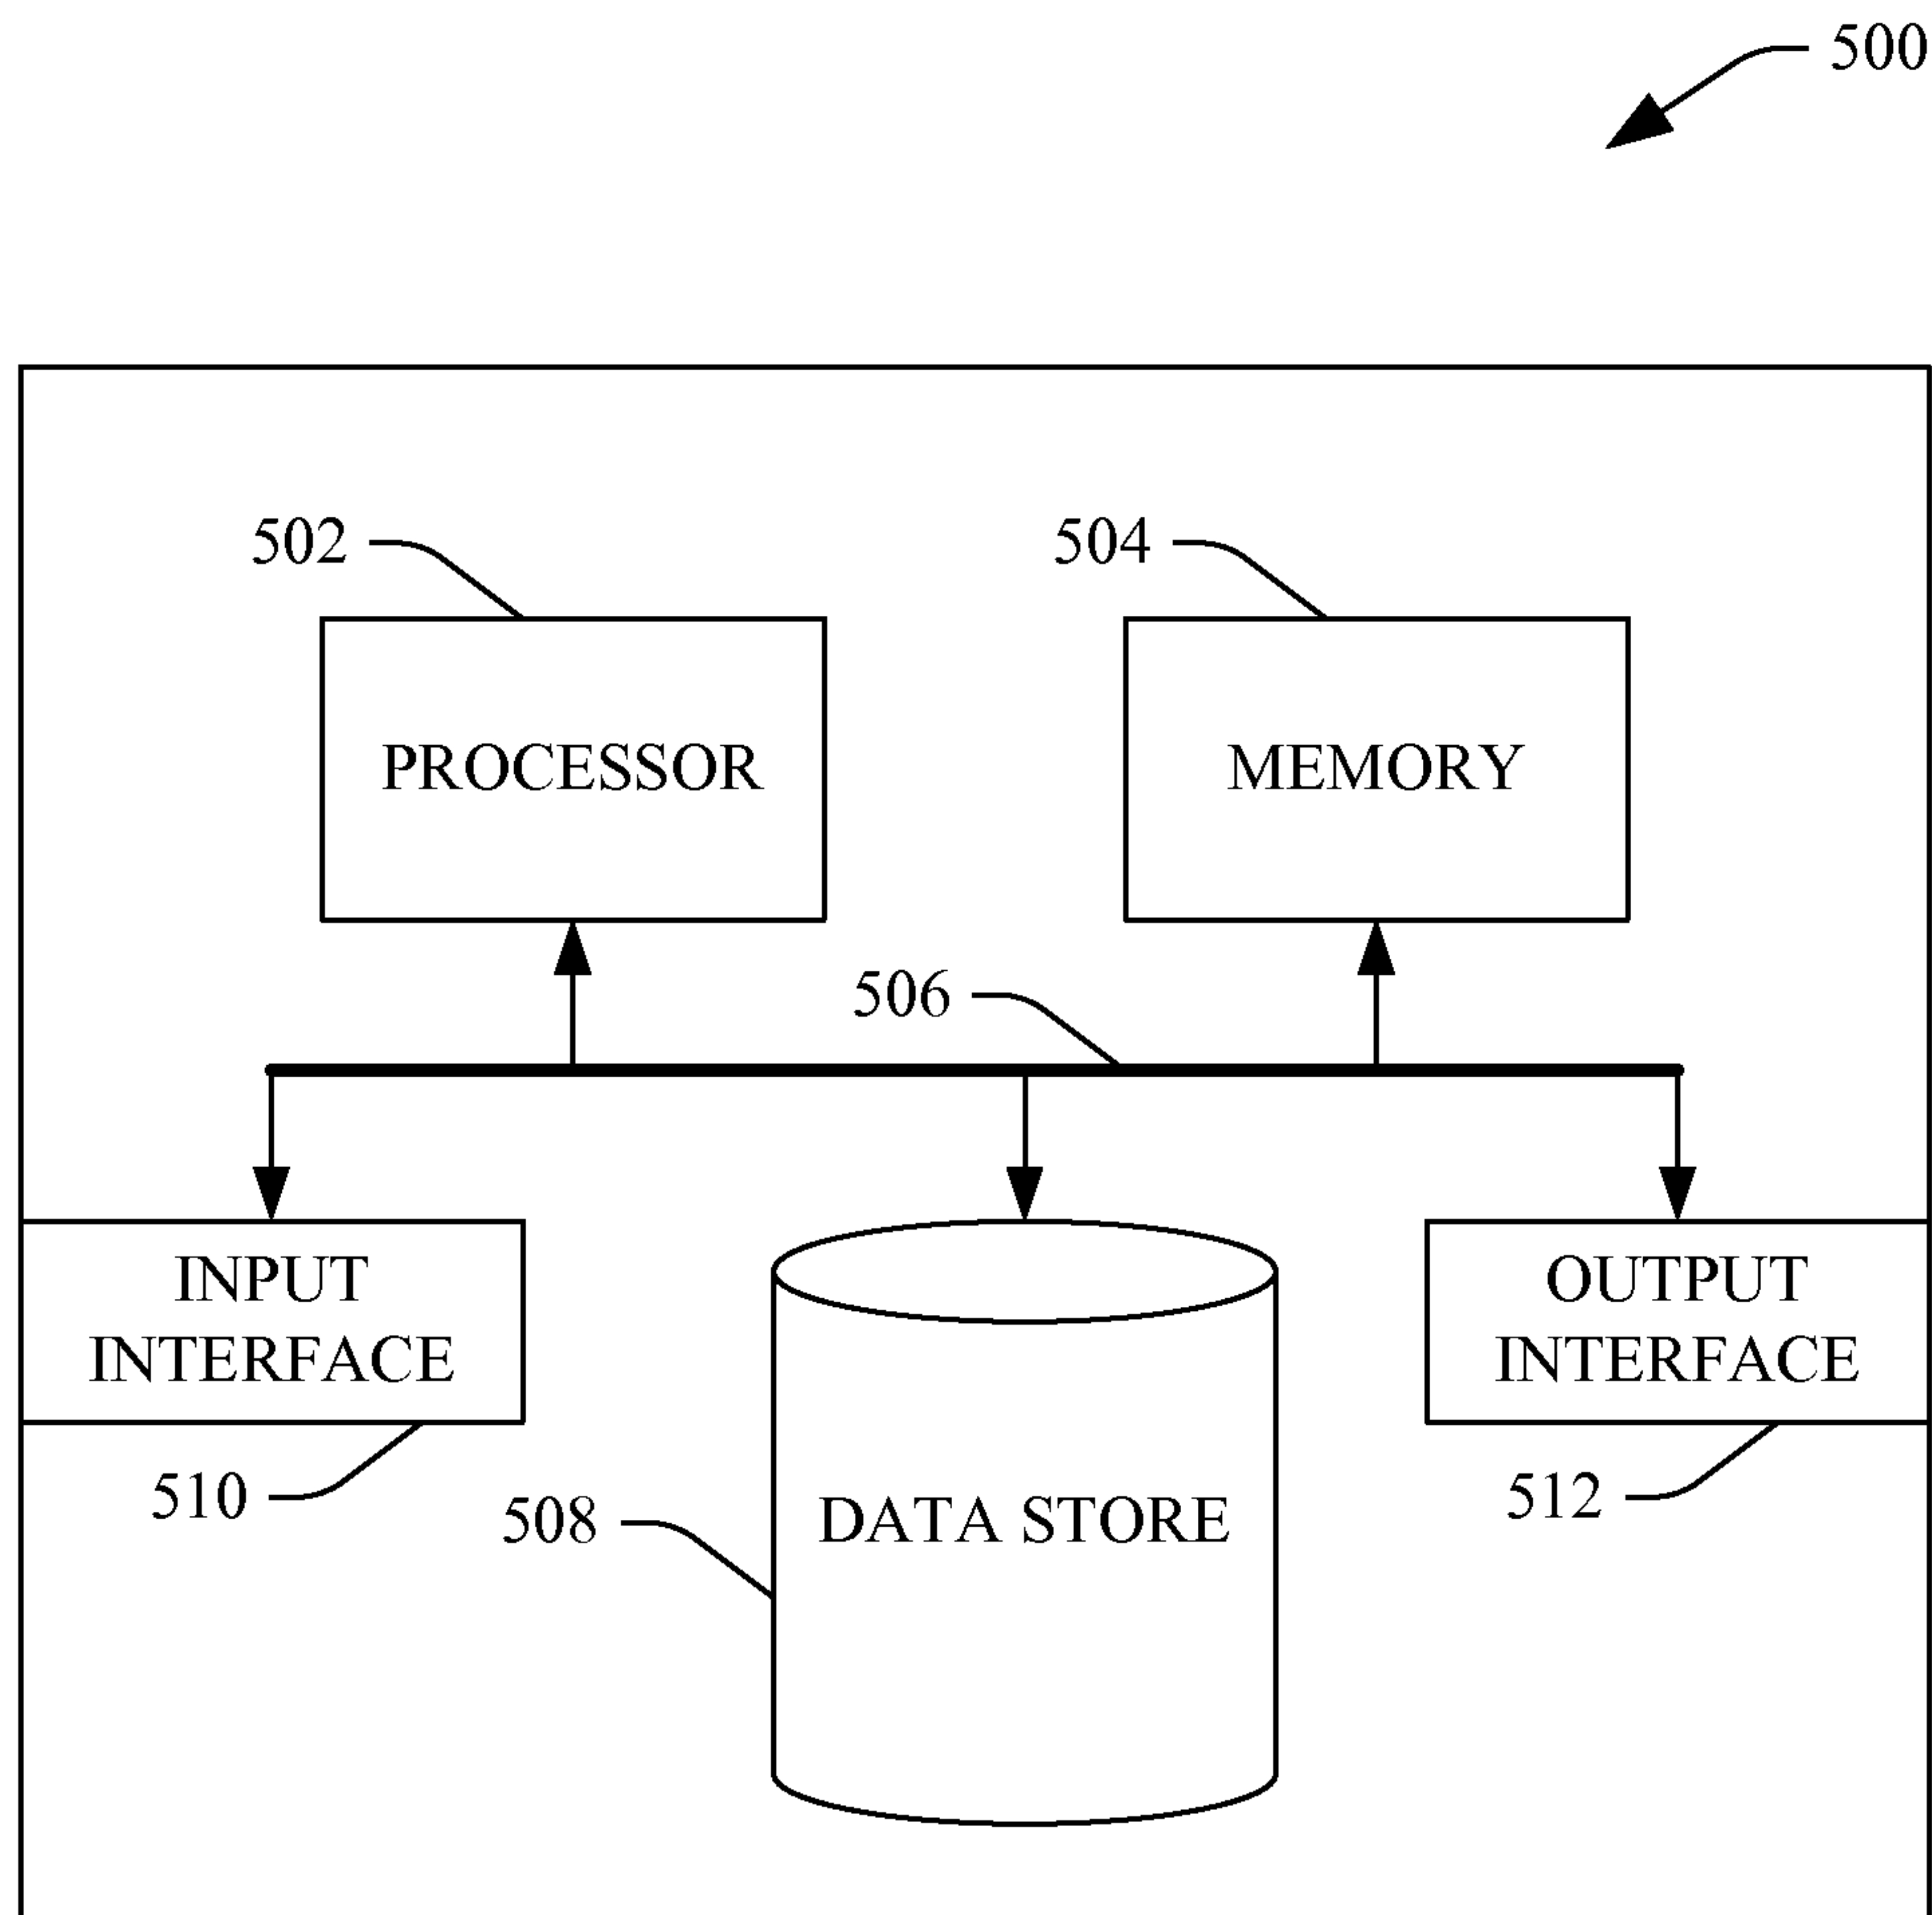 500
502
504
PROCESSOR
MEMORY
506
INPUT
INTERFACE
OUTPUT
INTERFACE
510
508
DATA STORE
512